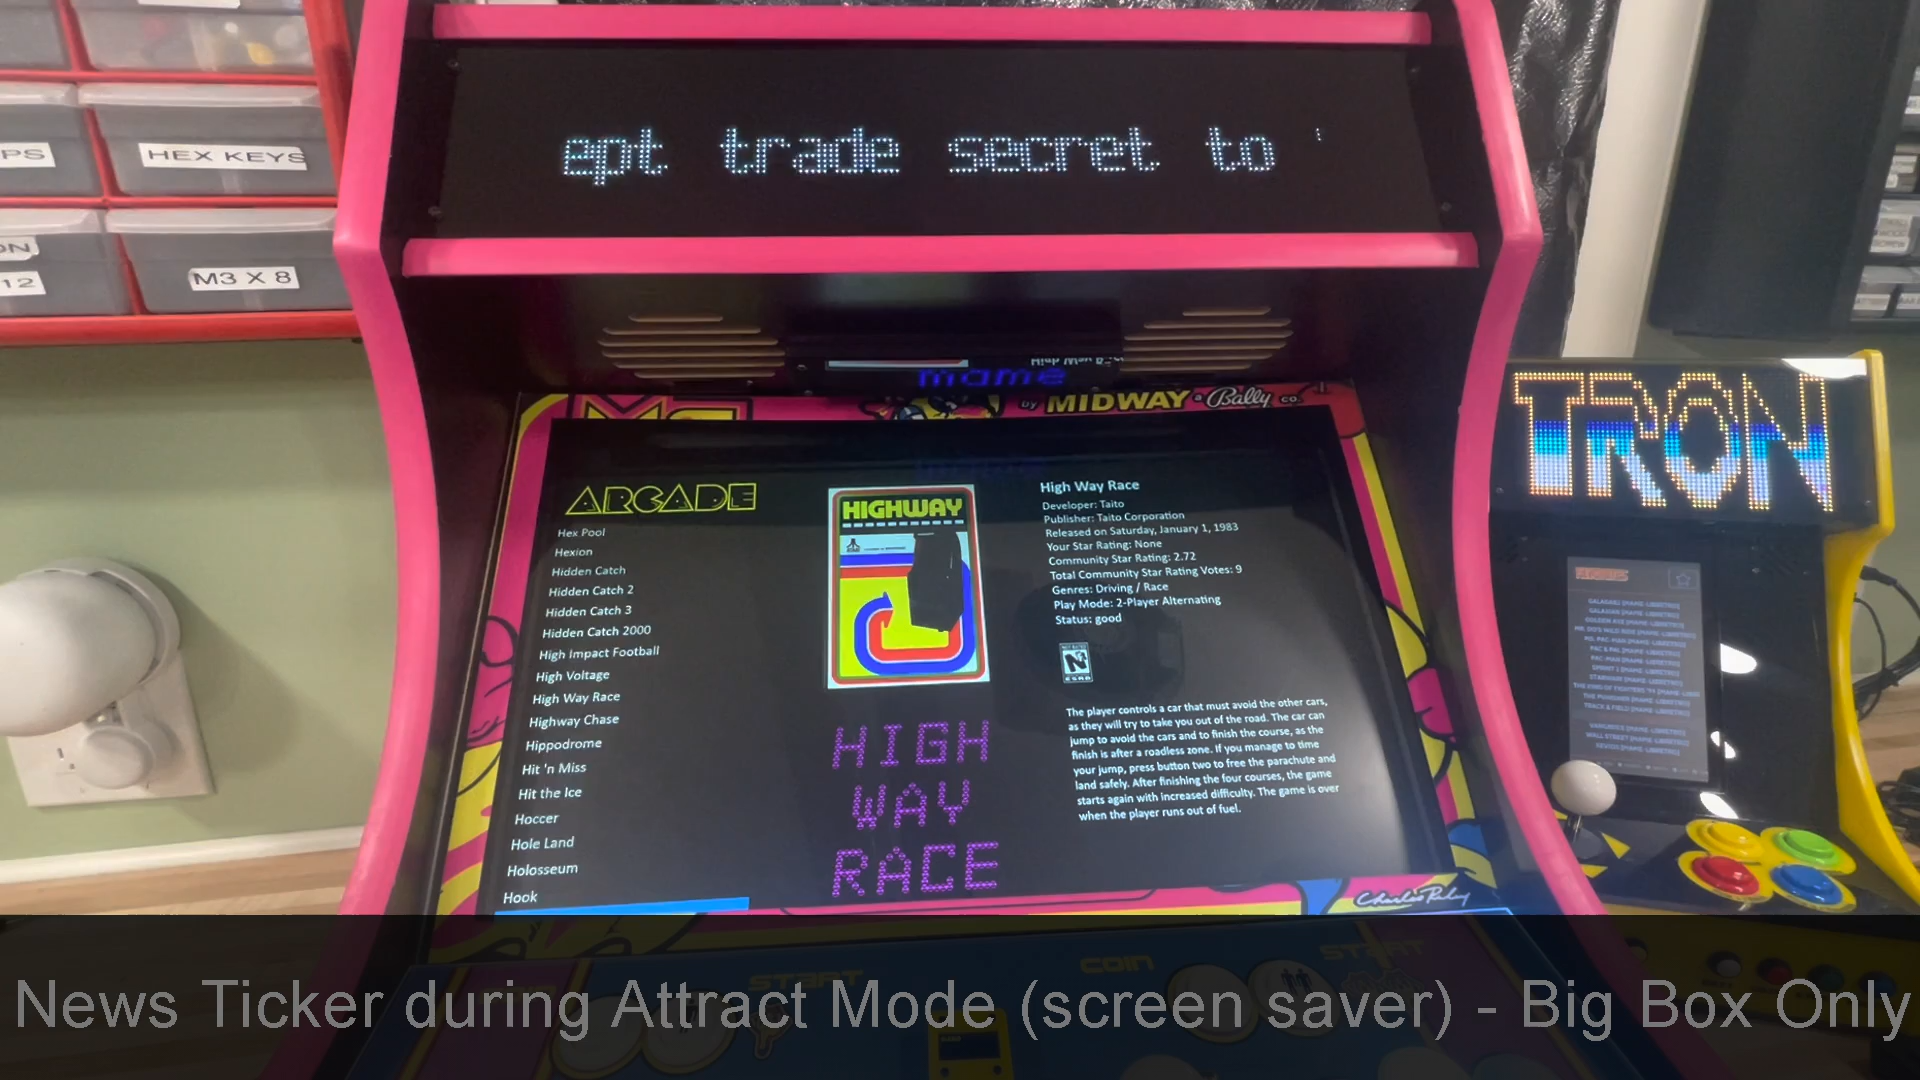 ept trade secret to '
PS
HEX KEYS
ON
12
M3 X 8
mame
by MIDWAY a Bally co.
TRON
ARCADE
Hex Pool
Hexion
Hidden Catch
Hidden Catch 2
Hidden Catch 3
Hidden Catch 2000
High Impact Football
High Voltage
High Way Race
Highway Chase
Hippodrome
Hit 'n Miss
Hit the Ice
Hoccer
Hole Land
Holosseum
Hook
HIGHWAY
HIGH
WAY
RACE
High Way Race
Developer: Taito
Publisher: Taito Corporation
Released on Saturday, January 1, 1983
Your Star Rating: None
Community Star Rating: 2.72
Total Community Star Rating Votes: 9
Genres: Driving / Race
Play Mode: 2-Player Alternating
Status: good
N
ESRB
The player controls a car that must avoid the other cars,
as they will try to take you out of the road. The car can
jump to avoid the cars and to finish the course, as the
finish is after a roadless zone. If you manage to time
your jump, press button two to free the parachute and
land safely. After finishing the four courses, the game
starts again with increased difficulty. The game is over
when the player runs out of fuel.
START
COIN
START
News Ticker during Attract Mode (screen saver) - Big Box Only